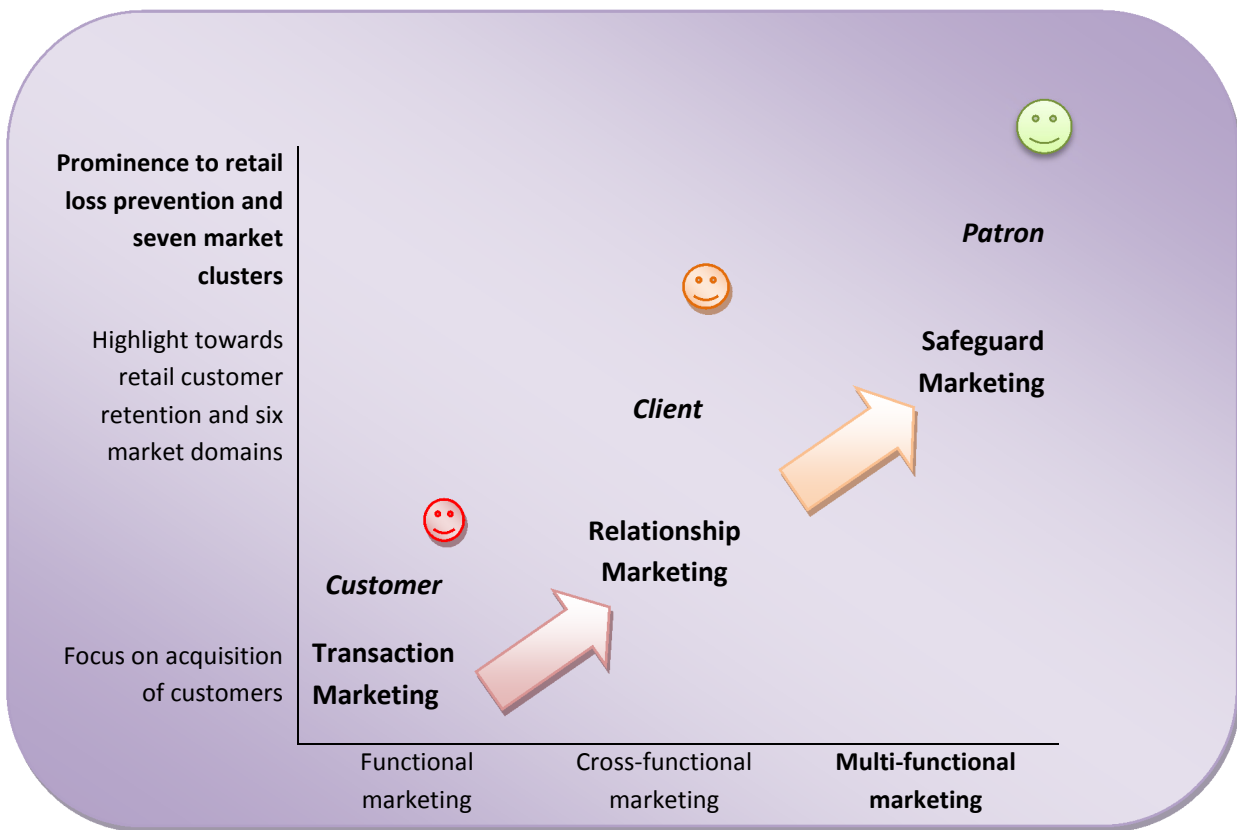 Prominence to retail
loss prevention and
seven market
clusters
Highlight towards
retail customer
retention and six
market domains
Focus on acquisition
of customers
Patron
Safeguard
Marketing
Client
Relationship
Marketing
Customer
Transaction
Marketing
Functional
marketing
Cross-functional
marketing
Multi-functional
marketing